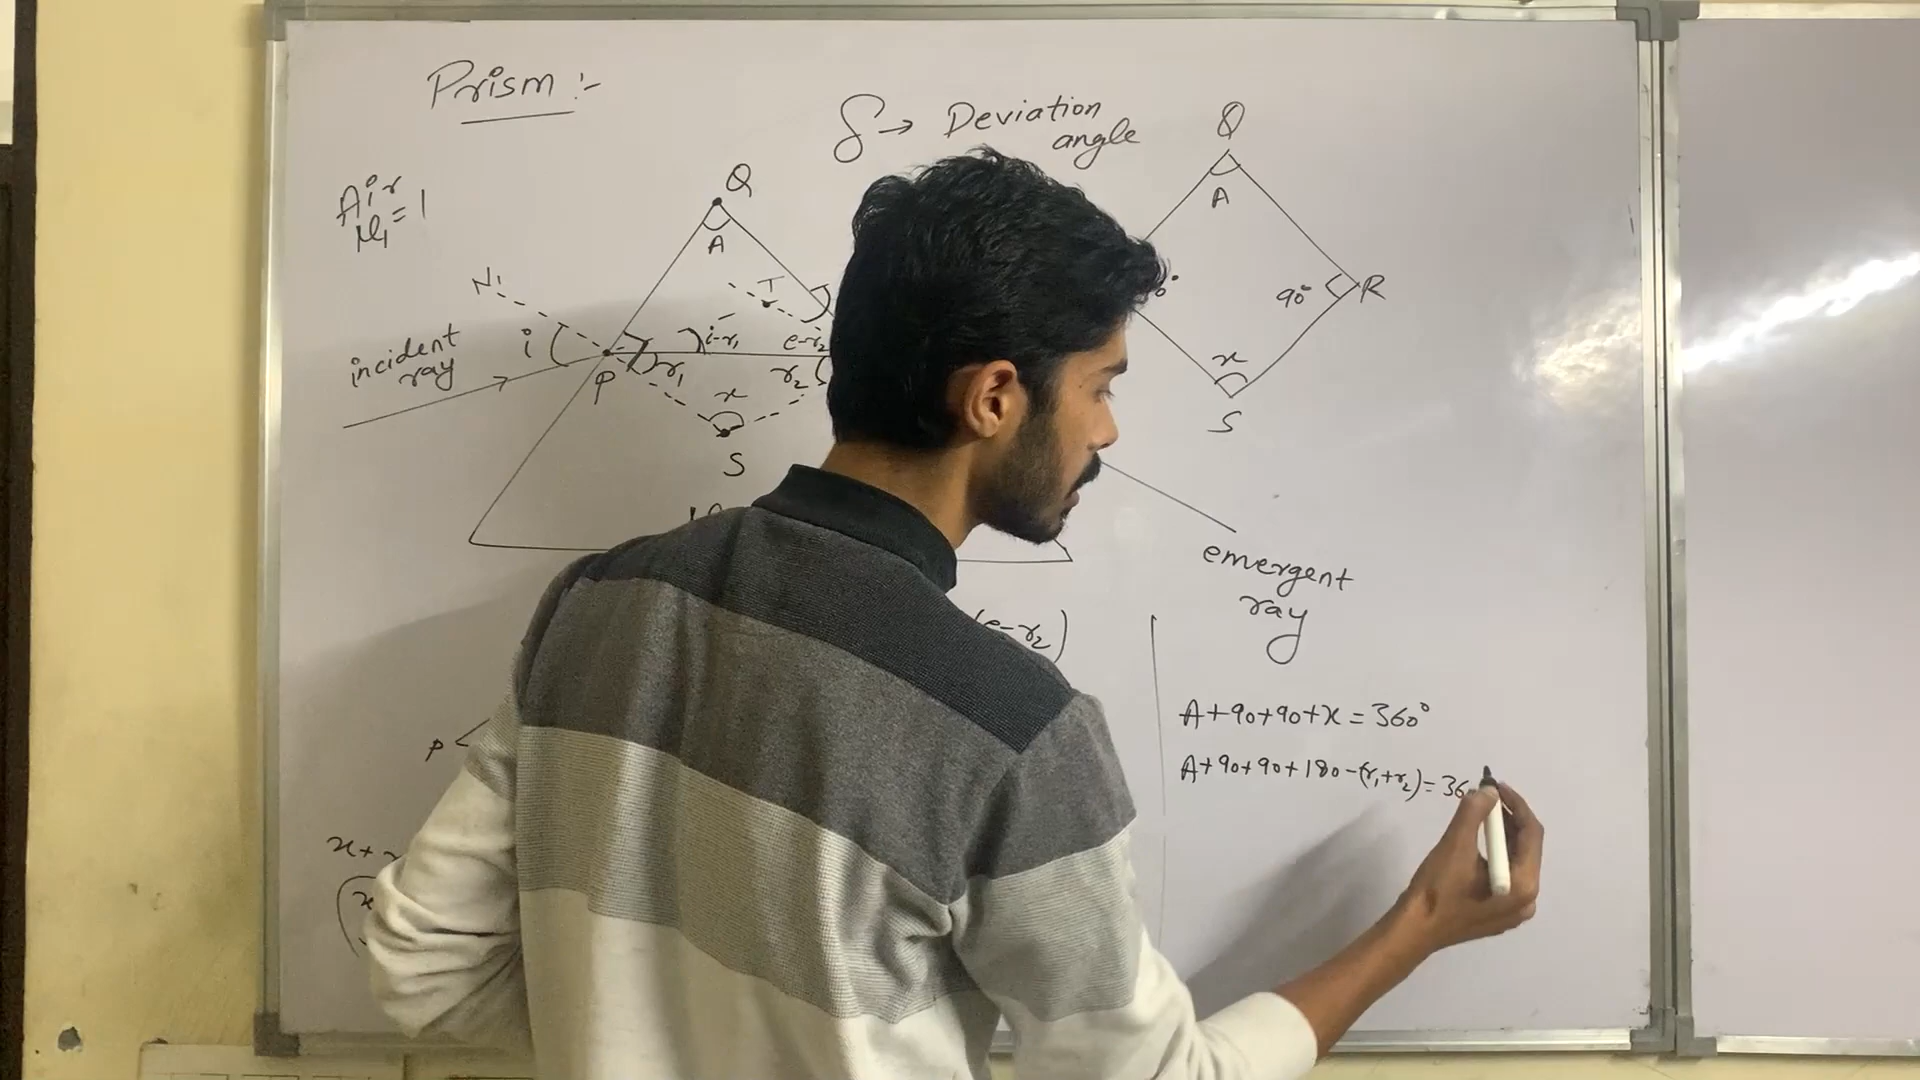 Prism :-
δ → Deviation
angle
Air
μ₁ = 1
Q
A
N₁
i
incident
ray
P
T
i-r₁
e-r₂
r₁
r₂
x
S
Q
A
90°
R
x
S
emergent
ray
(e-r₂)
P
x+
x
A+90+90+x = 360°
A+90+90+180-(r₁+r₂) = 36